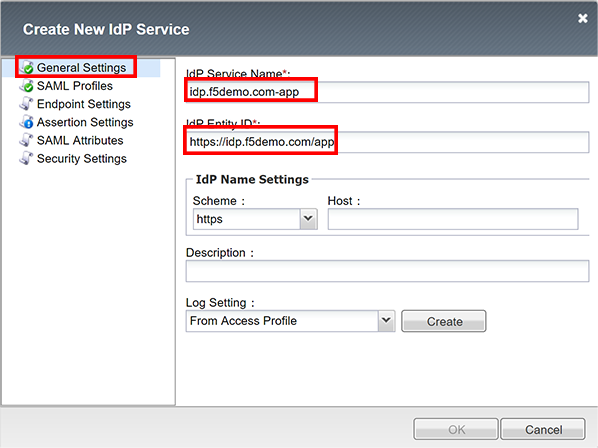 Create New IdP Service
General Settings
SAML Profiles
Endpoint Settings
Assertion Settings
SAML Attributes
Security Settings
IdP Service Name*:
idp.f5demo.com-app
IdP Entity ID*:
https://idp.f5demo.com/app
IdP Name Settings
Scheme : Host :
https
Description :
Log Setting :
From Access Profile Create
OK Cancel